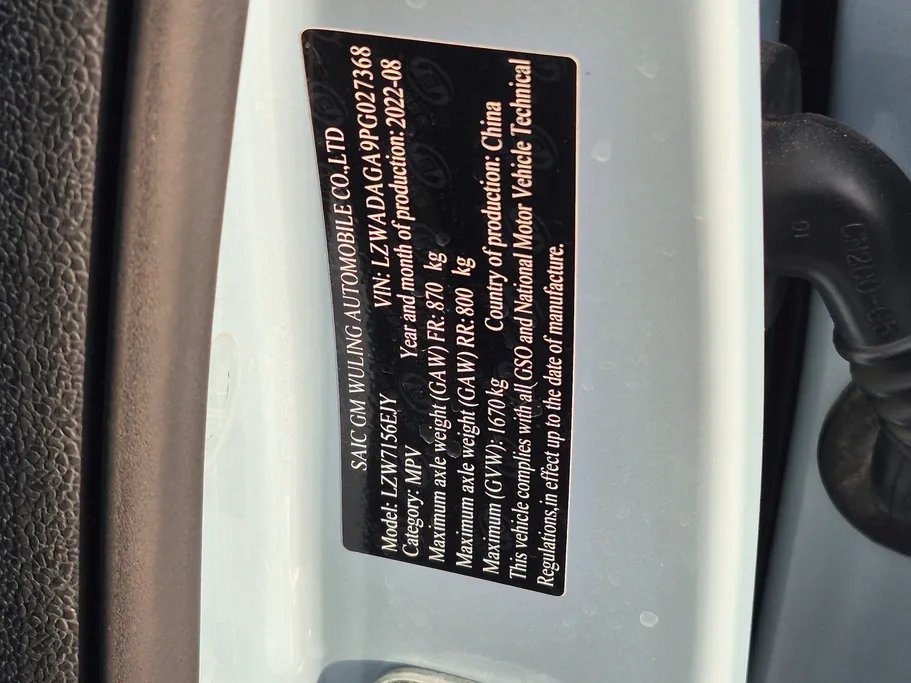 SAIC GM WULING AUTOMOBILE CO.,LTD
Model: LZW7156EJY VIN: LZWADAGA9PG027368
Category: MPV Year and month of production: 2022-08
Maximum axle weight (GAW) FR: 870 kg
Maximum axle weight (GAW) RR: 800 kg
Maximum (GVW): 1670 kg Country of production: China
This vehicle complies with all GSO and National Motor Vehicle Technical
Regulations,in effect up to the date of manufacture.
10